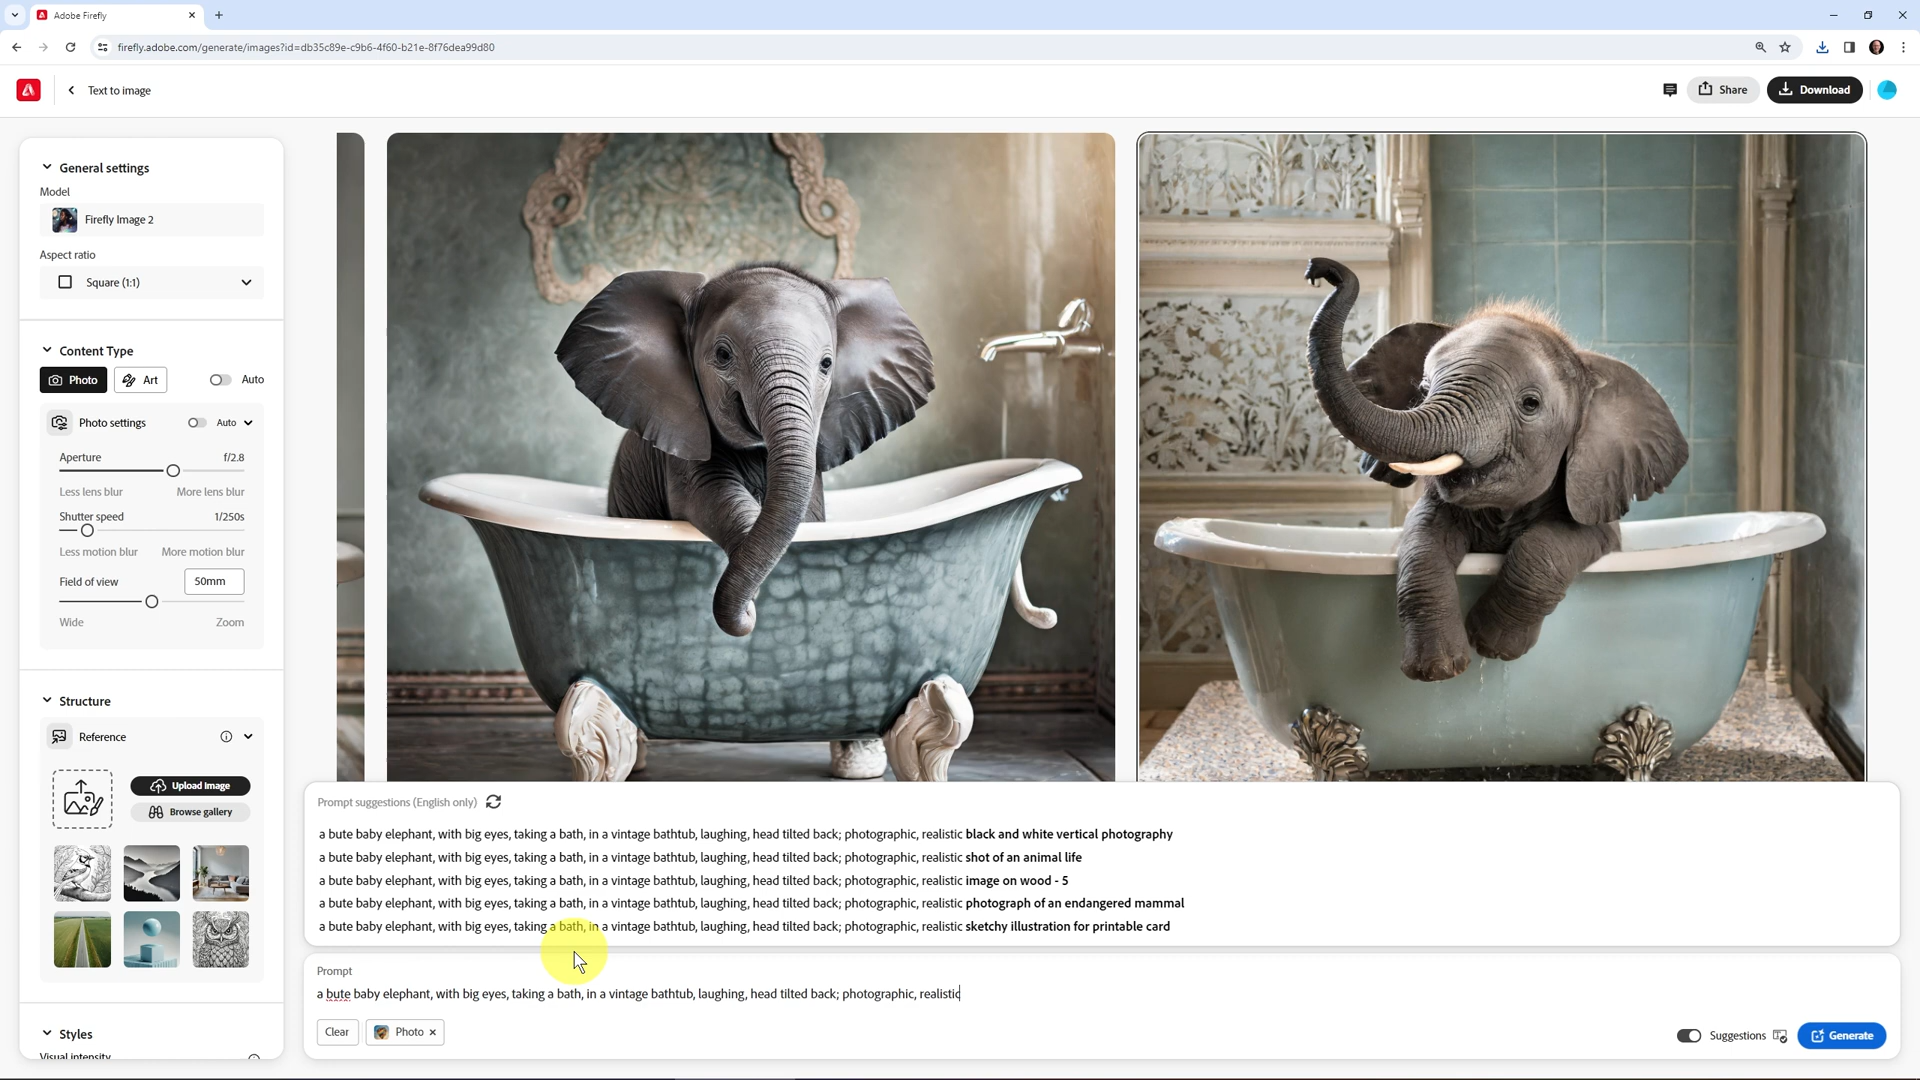 Adobe Firefly
firefly.adobe.com/generate/images?id=db35c89e-c9b6-4f60-b21e-8f76dea99d80
Text to image
Share
Download
General settings
Model
Firefly Image 2
Aspect ratio
Square (1:1)
Content Type
Photo
Art
Auto
Photo settings
Auto
Aperture f/2.8
Less lens blur More lens blur
Shutter speed 1/250s
Less motion blur More motion blur
Field of view 50mm
Wide Zoom
Structure
Reference
Upload image
Browse gallery
Styles
Visual intensity
Prompt suggestions (English only)
a bute baby elephant, with big eyes, taking a bath, in a vintage bathtub, laughing, head tilted back; photographic, realistic black and white vertical photography
a bute baby elephant, with big eyes, taking a bath, in a vintage bathtub, laughing, head tilted back; photographic, realistic shot of an animal life
a bute baby elephant, with big eyes, taking a bath, in a vintage bathtub, laughing, head tilted back; photographic, realistic image on wood - 5
a bute baby elephant, with big eyes, taking a bath, in a vintage bathtub, laughing, head tilted back; photographic, realistic photograph of an endangered mammal
a bute baby elephant, with big eyes, taking a bath, in a vintage bathtub, laughing, head tilted back; photographic, realistic sketchy illustration for printable card
Prompt
a bute baby elephant, with big eyes, taking a bath, in a vintage bathtub, laughing, head tilted back; photographic, realistic
Clear
Photo
Suggestions
Generate